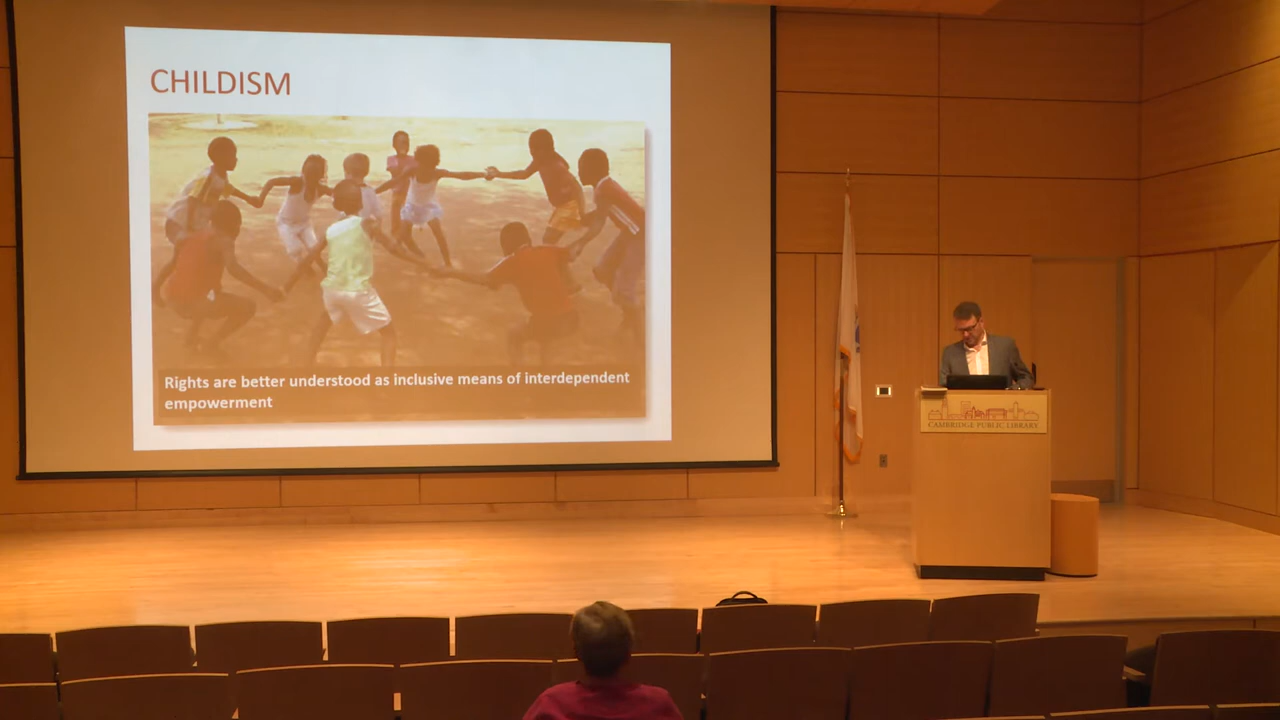 CHILDISM
Rights are better understood as inclusive means of interdependent
empowerment
CAMBRIDGE PUBLIC LIBRARY